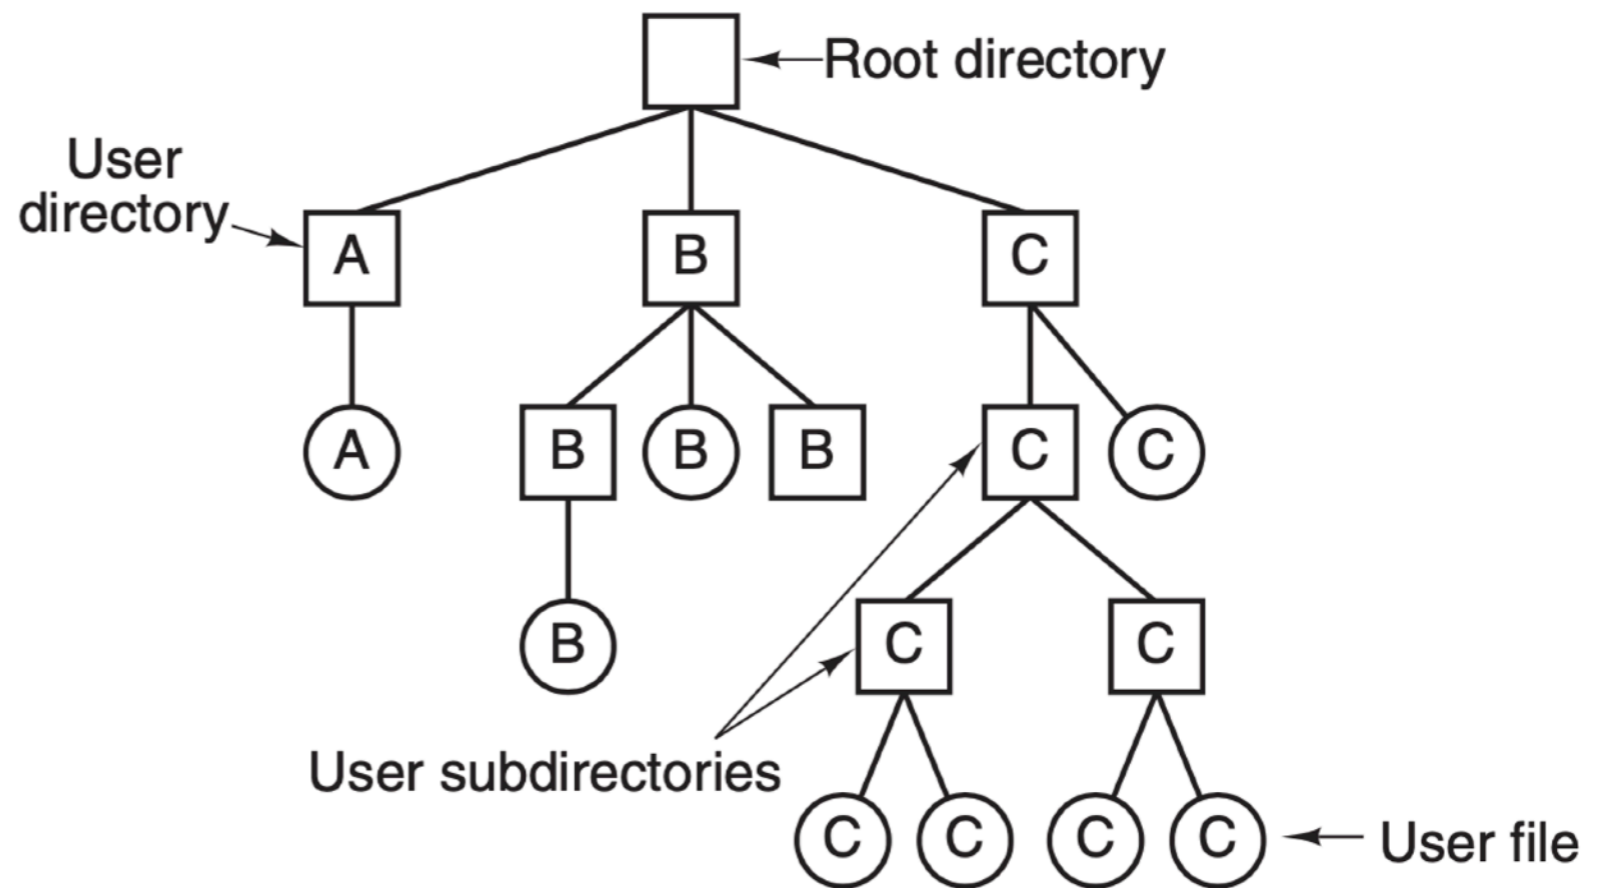 Root directory
User
directory
A
B
C
A
B
B
B
C
C
B
C
C
User subdirectories
C
C
C
C
User file